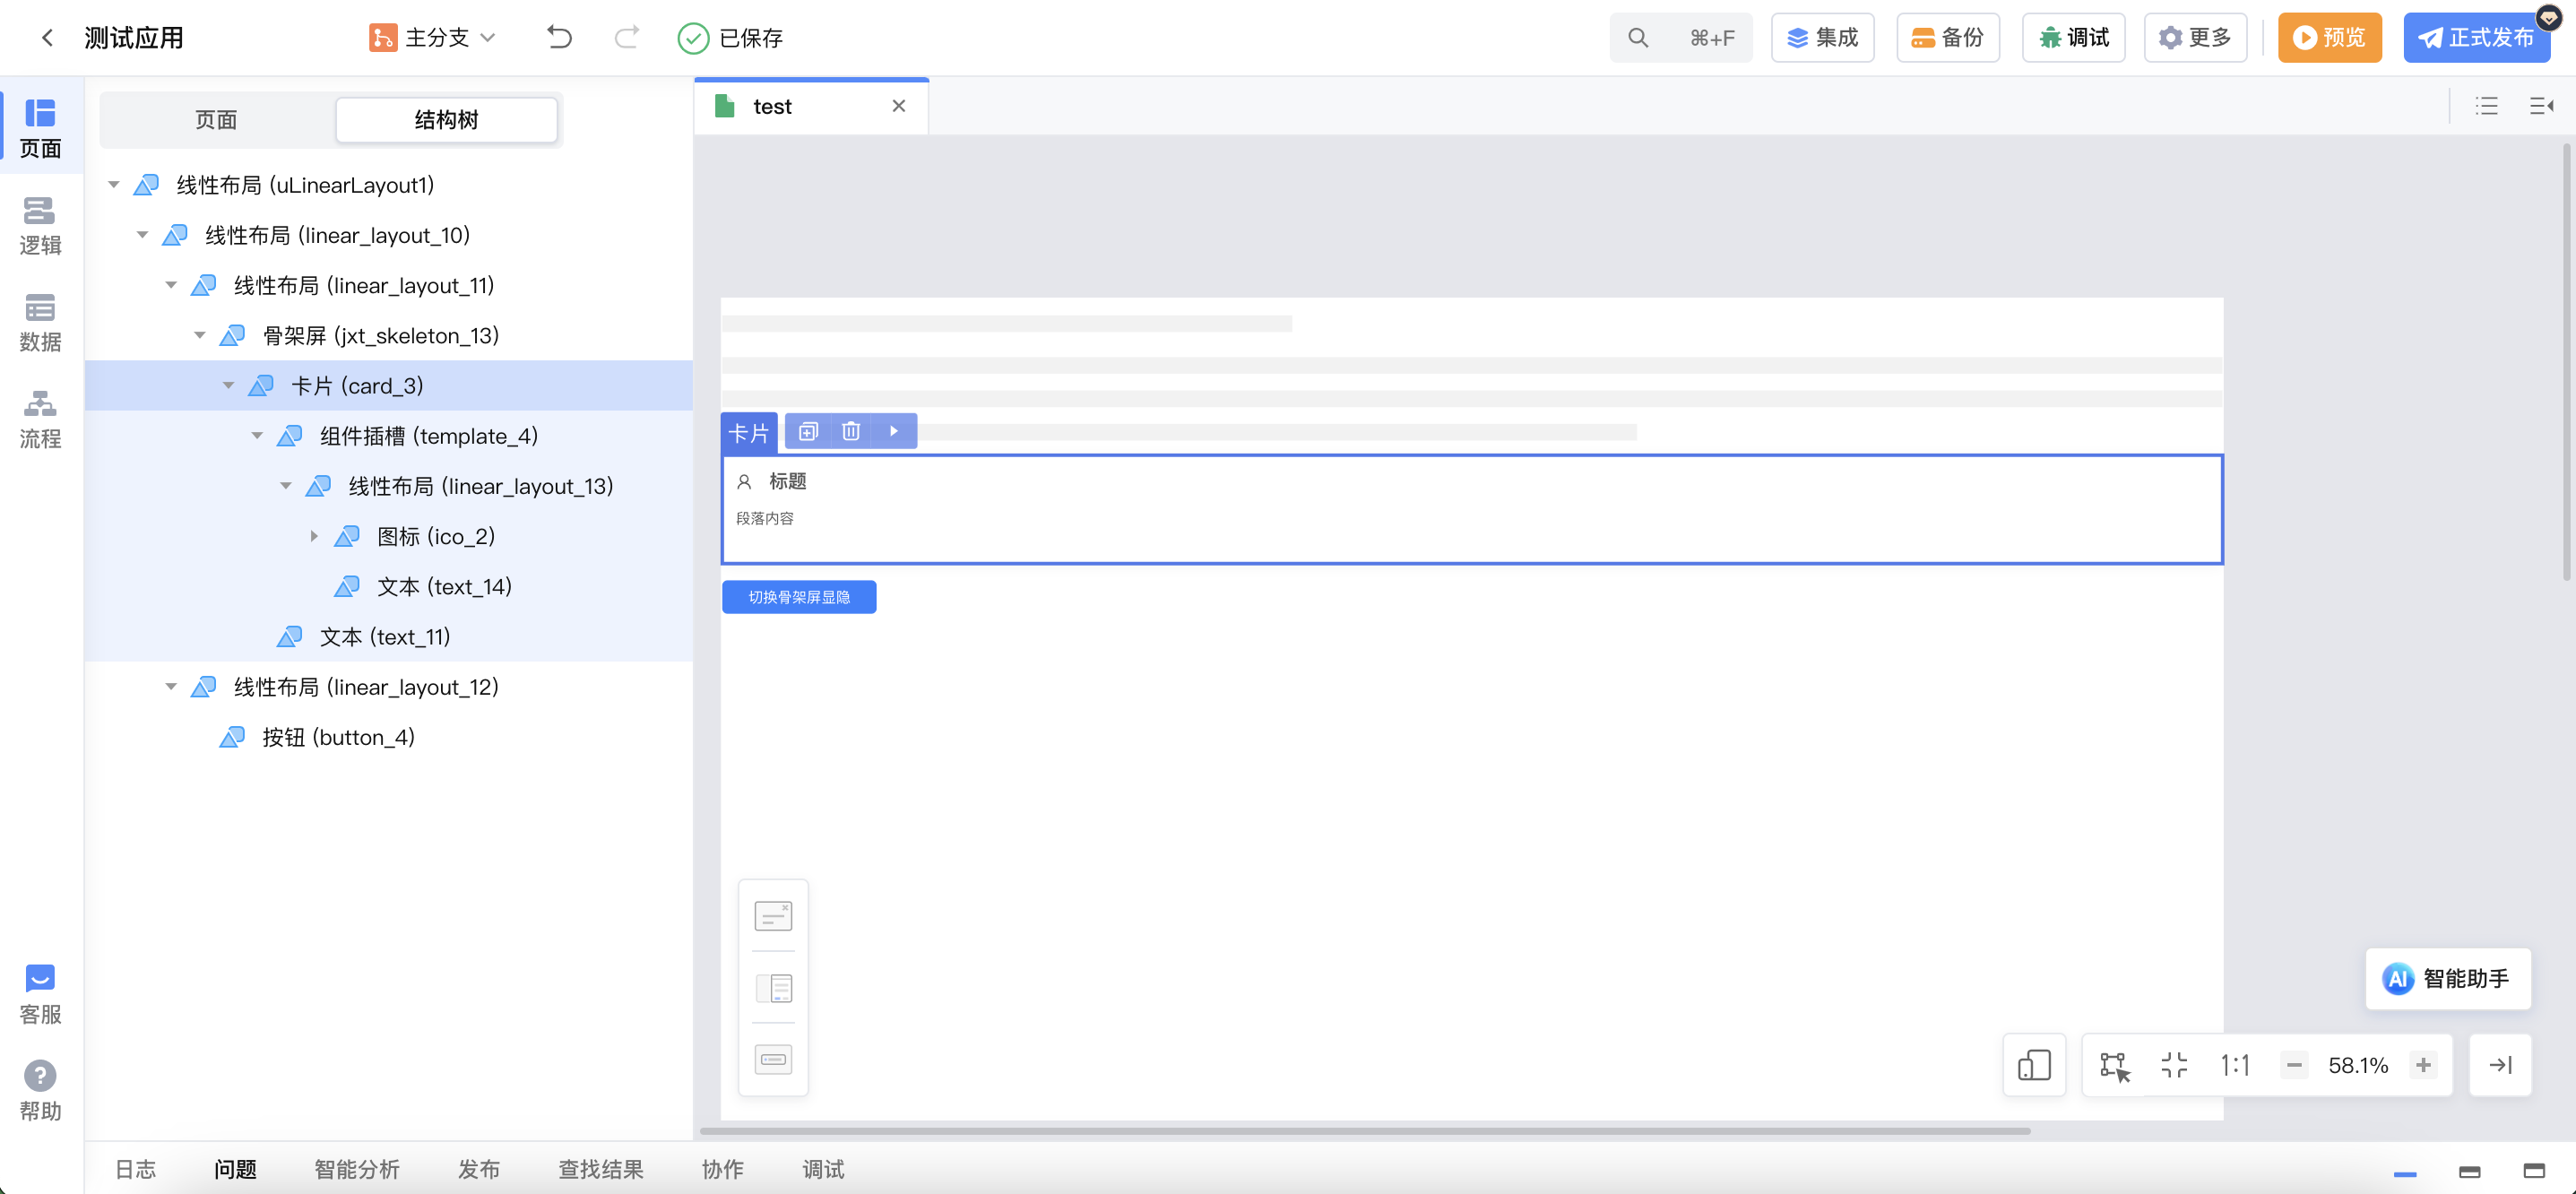 测试应用
主分支
已保存
⌘+F
集成
备份
调试
更多
预览
正式发布
页面
逻辑
数据
流程
客服
帮助
页面
结构树
线性布局 (uLinearLayout1)
线性布局 (linear_layout_10)
线性布局 (linear_layout_11)
骨架屏 (jxt_skeleton_13)
卡片 (card_3)
组件插槽 (template_4)
线性布局 (linear_layout_13)
图标 (ico_2)
文本 (text_14)
文本 (text_11)
线性布局 (linear_layout_12)
按钮 (button_4)
test
卡片
标题
段落内容
切换骨架屏显隐
AI 智能助手
1:1
58.1%
日志
问题
智能分析
发布
查找结果
协作
调试